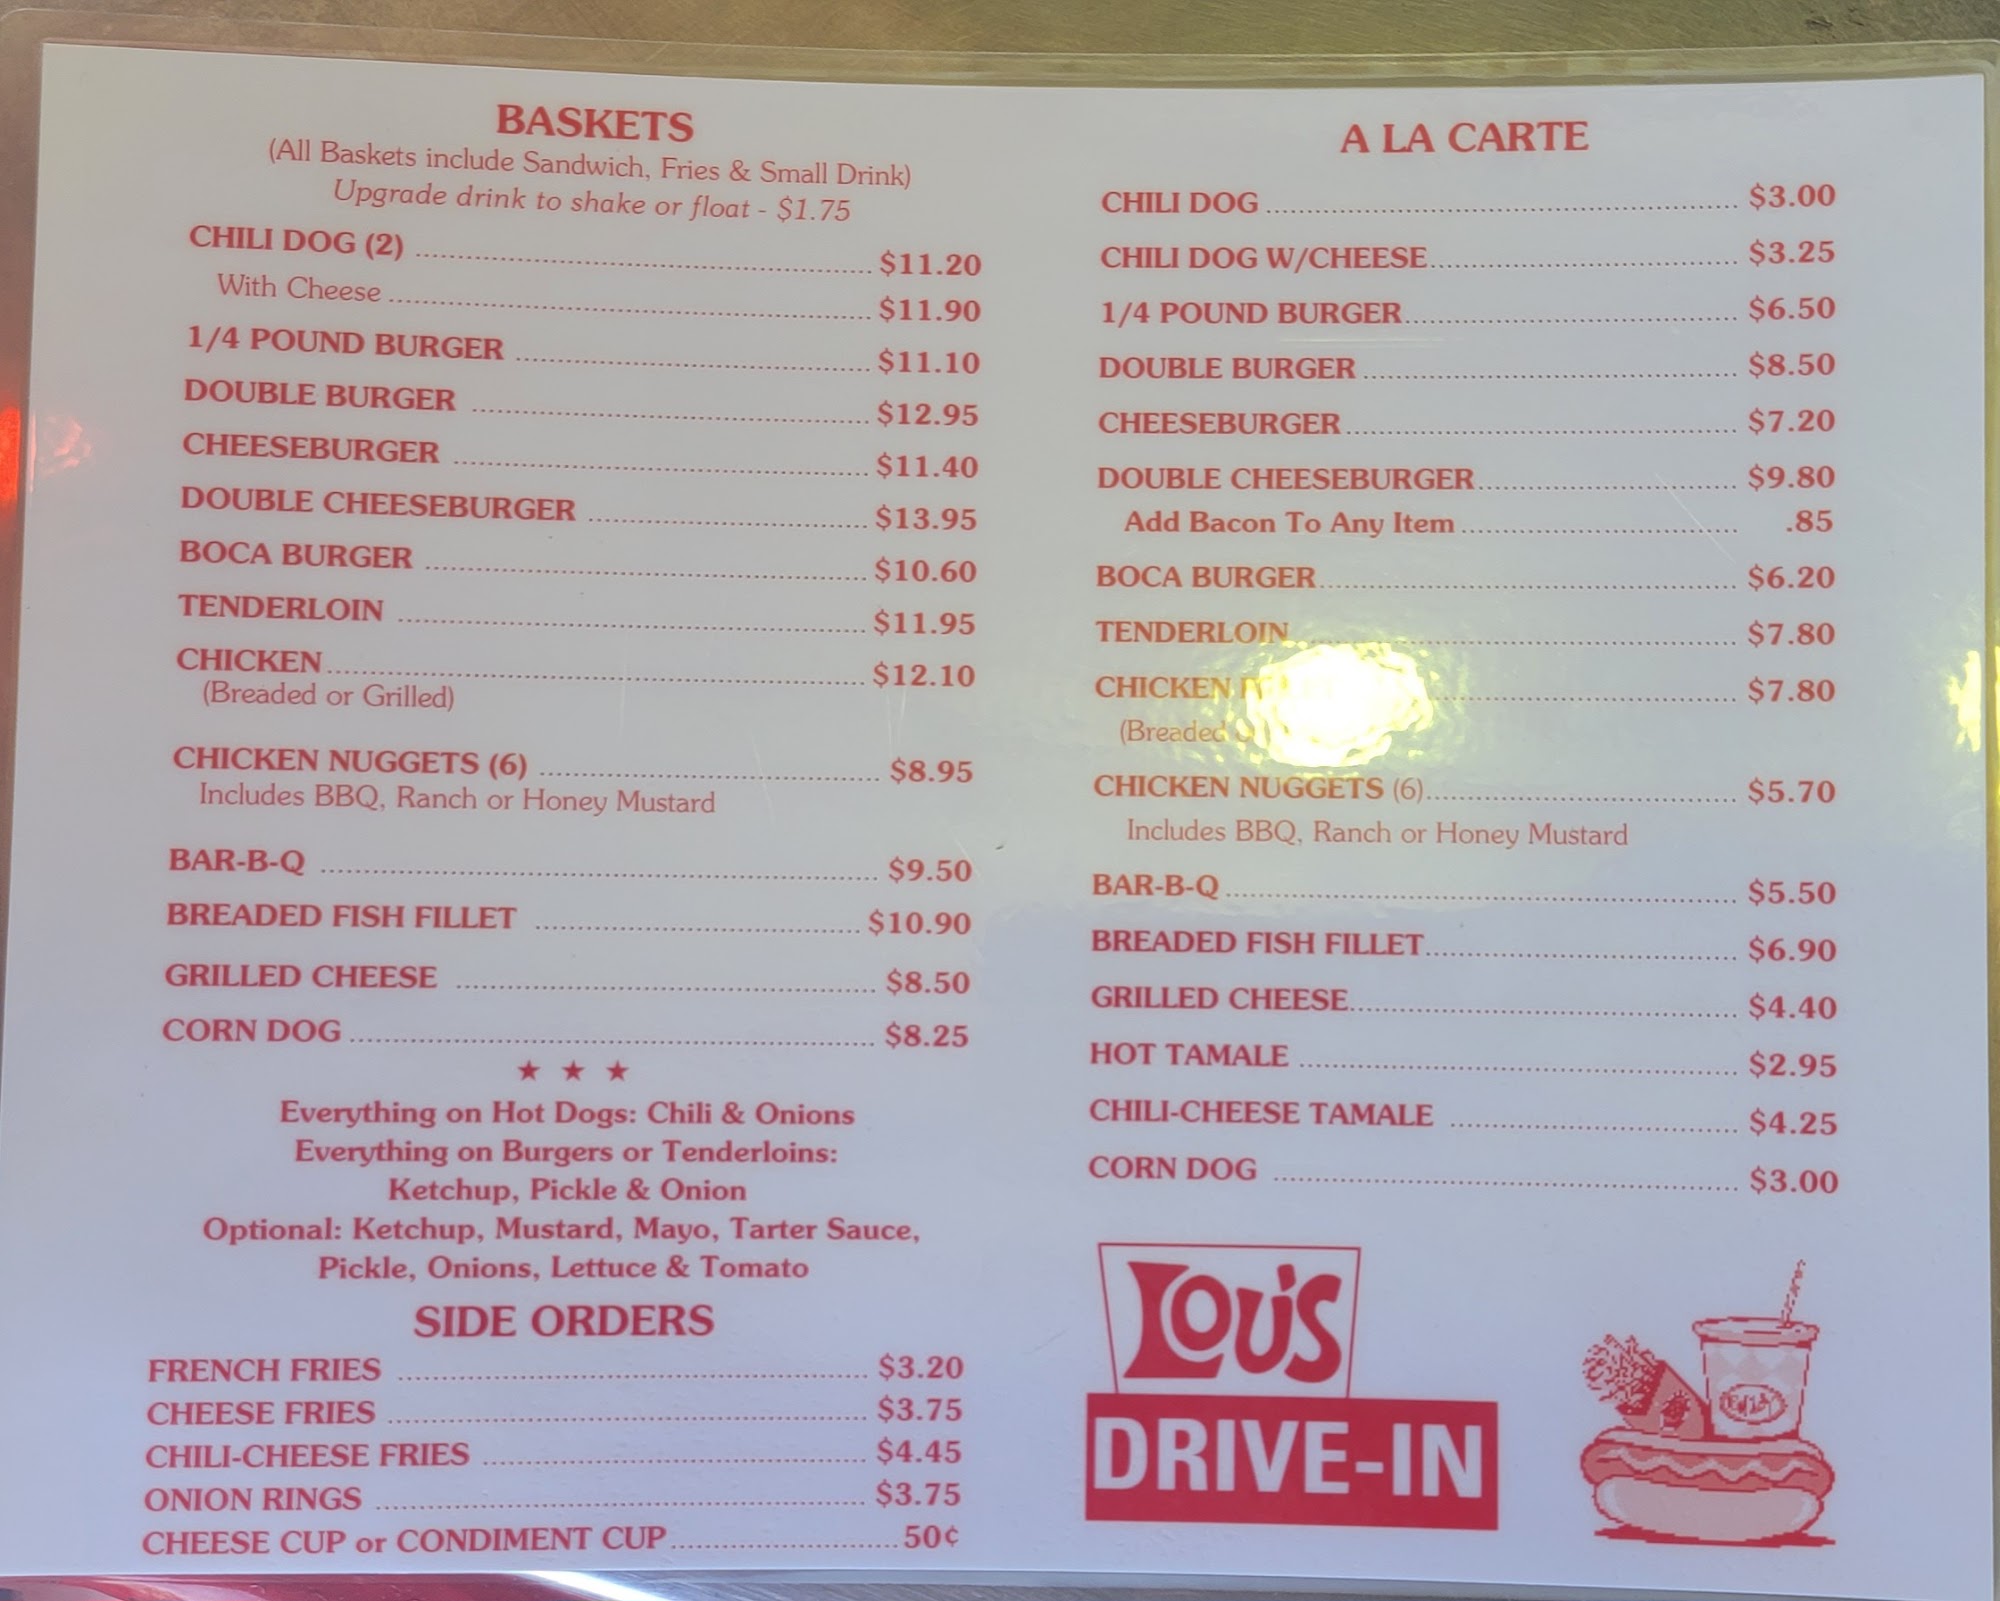 BASKETS
(All Baskets include Sandwich, Fries & Small Drink)
Upgrade drink to shake or float - $1.75
CHILI DOG (2) $11.20
With Cheese $11.90
1/4 POUND BURGER $11.10
DOUBLE BURGER $12.95
CHEESEBURGER $11.40
DOUBLE CHEESEBURGER $13.95
BOCA BURGER $10.60
TENDERLOIN $11.95
CHICKEN $12.10
(Breaded or Grilled)
CHICKEN NUGGETS (6) $8.95
Includes BBQ, Ranch or Honey Mustard
BAR-B-Q $9.50
BREADED FISH FILLET $10.90
GRILLED CHEESE $8.50
CORN DOG $8.25
★ ★ ★
Everything on Hot Dogs: Chili & Onions
Everything on Burgers or Tenderloins:
Ketchup, Pickle & Onion
Optional: Ketchup, Mustard, Mayo, Tarter Sauce,
Pickle, Onions, Lettuce & Tomato
SIDE ORDERS
FRENCH FRIES $3.20
CHEESE FRIES $3.75
CHILI-CHEESE FRIES $4.45
ONION RINGS $3.75
CHEESE CUP or CONDIMENT CUP 50¢
A LA CARTE
CHILI DOG $3.00
CHILI DOG W/CHEESE $3.25
1/4 POUND BURGER $6.50
DOUBLE BURGER $8.50
CHEESEBURGER $7.20
DOUBLE CHEESEBURGER $9.80
Add Bacon To Any Item .85
BOCA BURGER $6.20
TENDERLOIN $7.80
CHICKEN $7.80
(Breaded
CHICKEN NUGGETS (6) $5.70
Includes BBQ, Ranch or Honey Mustard
BAR-B-Q $5.50
BREADED FISH FILLET $6.90
GRILLED CHEESE $4.40
HOT TAMALE $2.95
CHILI-CHEESE TAMALE $4.25
CORN DOG $3.00
LOU'S
DRIVE-IN